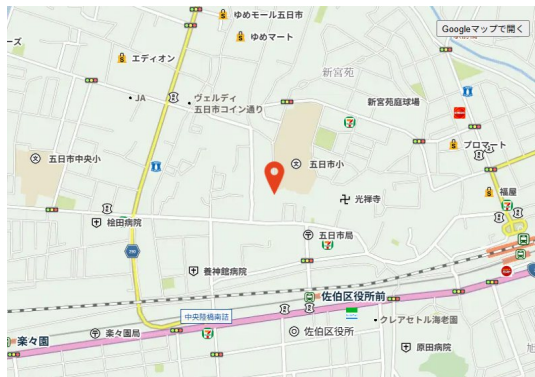 ゆめモール五日市
Googleマップで開く
ゆめマート
ーズ
エディオン
新宮苑
JA
ヴェルディ
五日市コイン通り
新宮苑庭球場
プロマート
五日市中央小
五日市小
福屋
光禅寺
桧田病院
五日市局
290
養神館病院
佐伯区役所前
中央陸橋南詰
クレアセトル海老園
楽々園
楽々園局
佐伯区役所
原田病院
旭